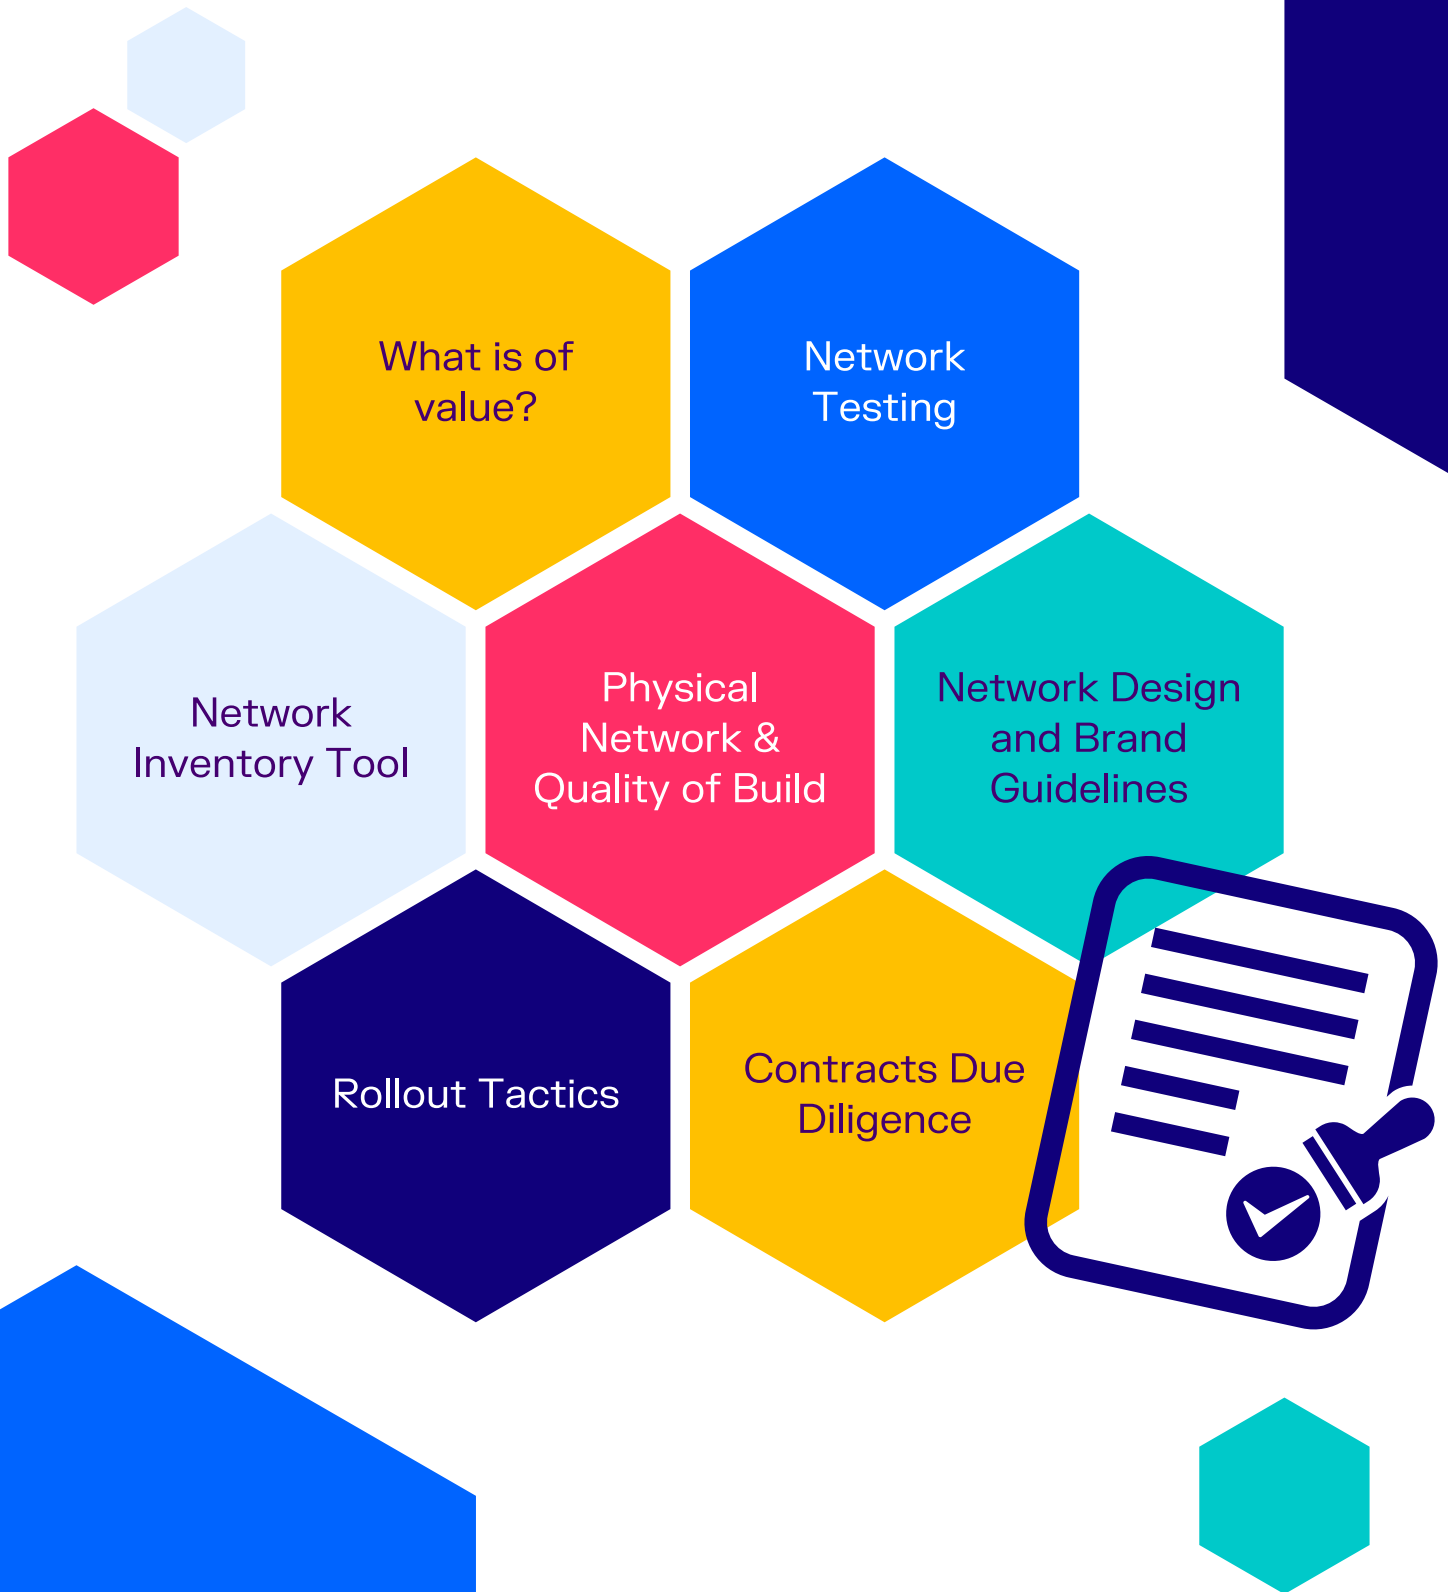 What is of
value?
Network
Testing
Network
Inventory Tool
Physical
Network &
Quality of Build
Network Design
and Brand
Guidelines
Rollout Tactics
Contracts Due
Diligence